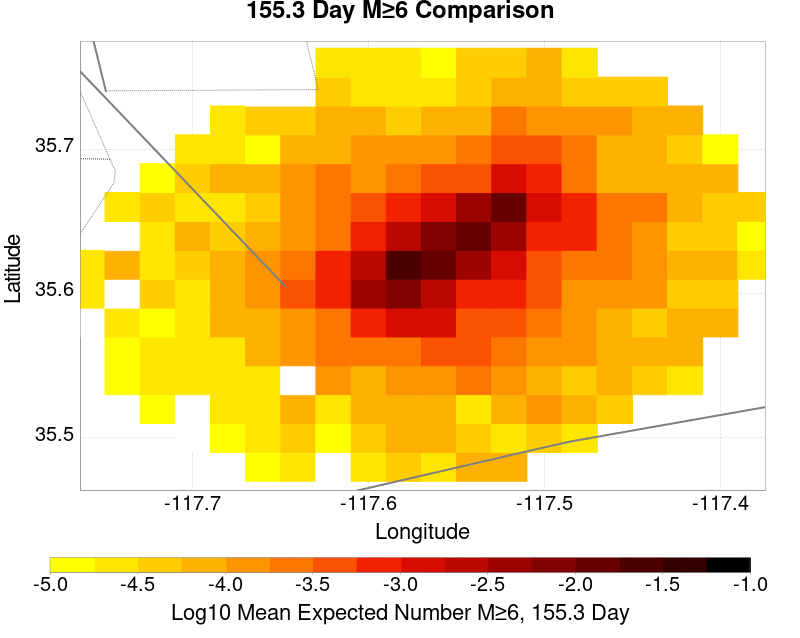 155.3 Day M≥6 Comparison
Latitude
35.7
35.6
35.5
-117.7 -117.6 -117.5 -117.4
Longitude
-5.0 -4.5 -4.0 -3.5 -3.0 -2.5 -2.0 -1.5 -1.0
Log10 Mean Expected Number M≥6, 155.3 Day